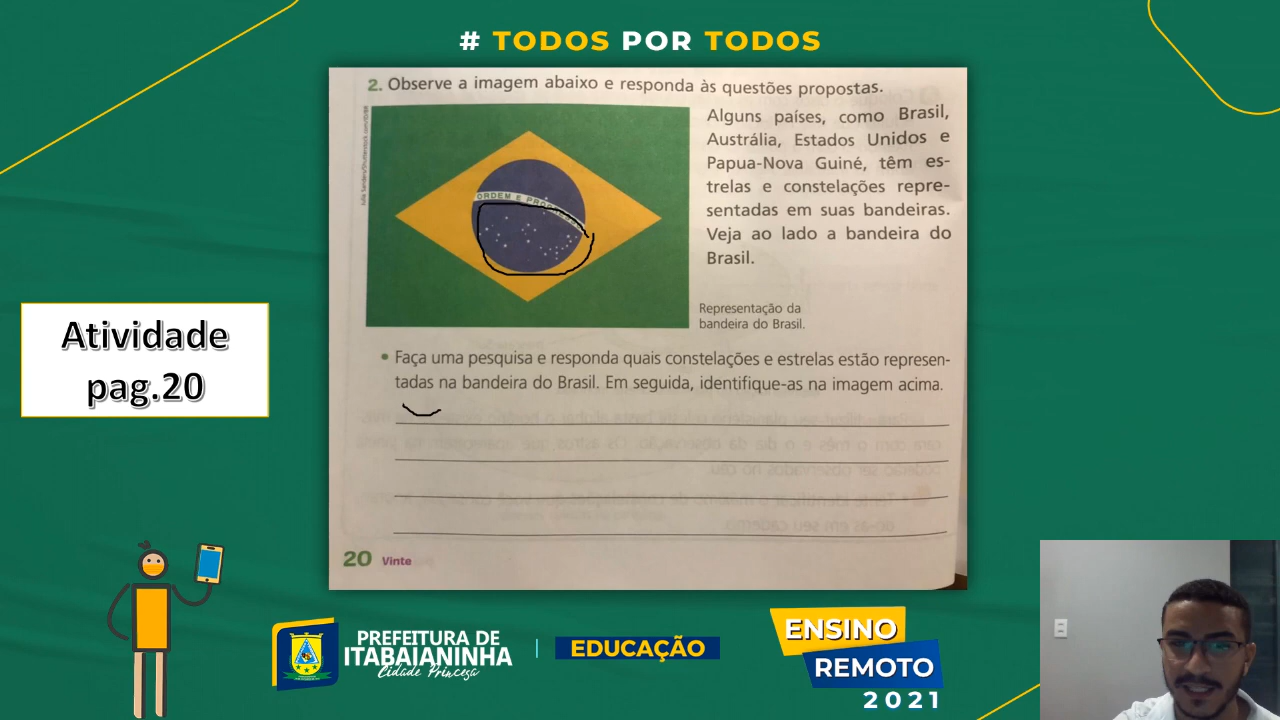 # TODOS POR TODOS
2. Observe a imagem abaixo e responda às questões propostas.
ORDEM E PROGRESSO
Alguns países, como Brasil,
Austrália, Estados Unidos e
Papua-Nova Guiné, têm es-
trelas e constelações repre-
sentadas em suas bandeiras.
Veja ao lado a bandeira do
Brasil.
Representação da
bandeira do Brasil.
• Faça uma pesquisa e responda quais constelações e estrelas estão represen-
tadas na bandeira do Brasil. Em seguida, identifique-as na imagem acima.
20 Vinte
Atividade
pag.20
PREFEITURA DE
ITABAIANINHA
Cidade Princesa
EDUCAÇÃO
ENSINO
REMOTO
2021